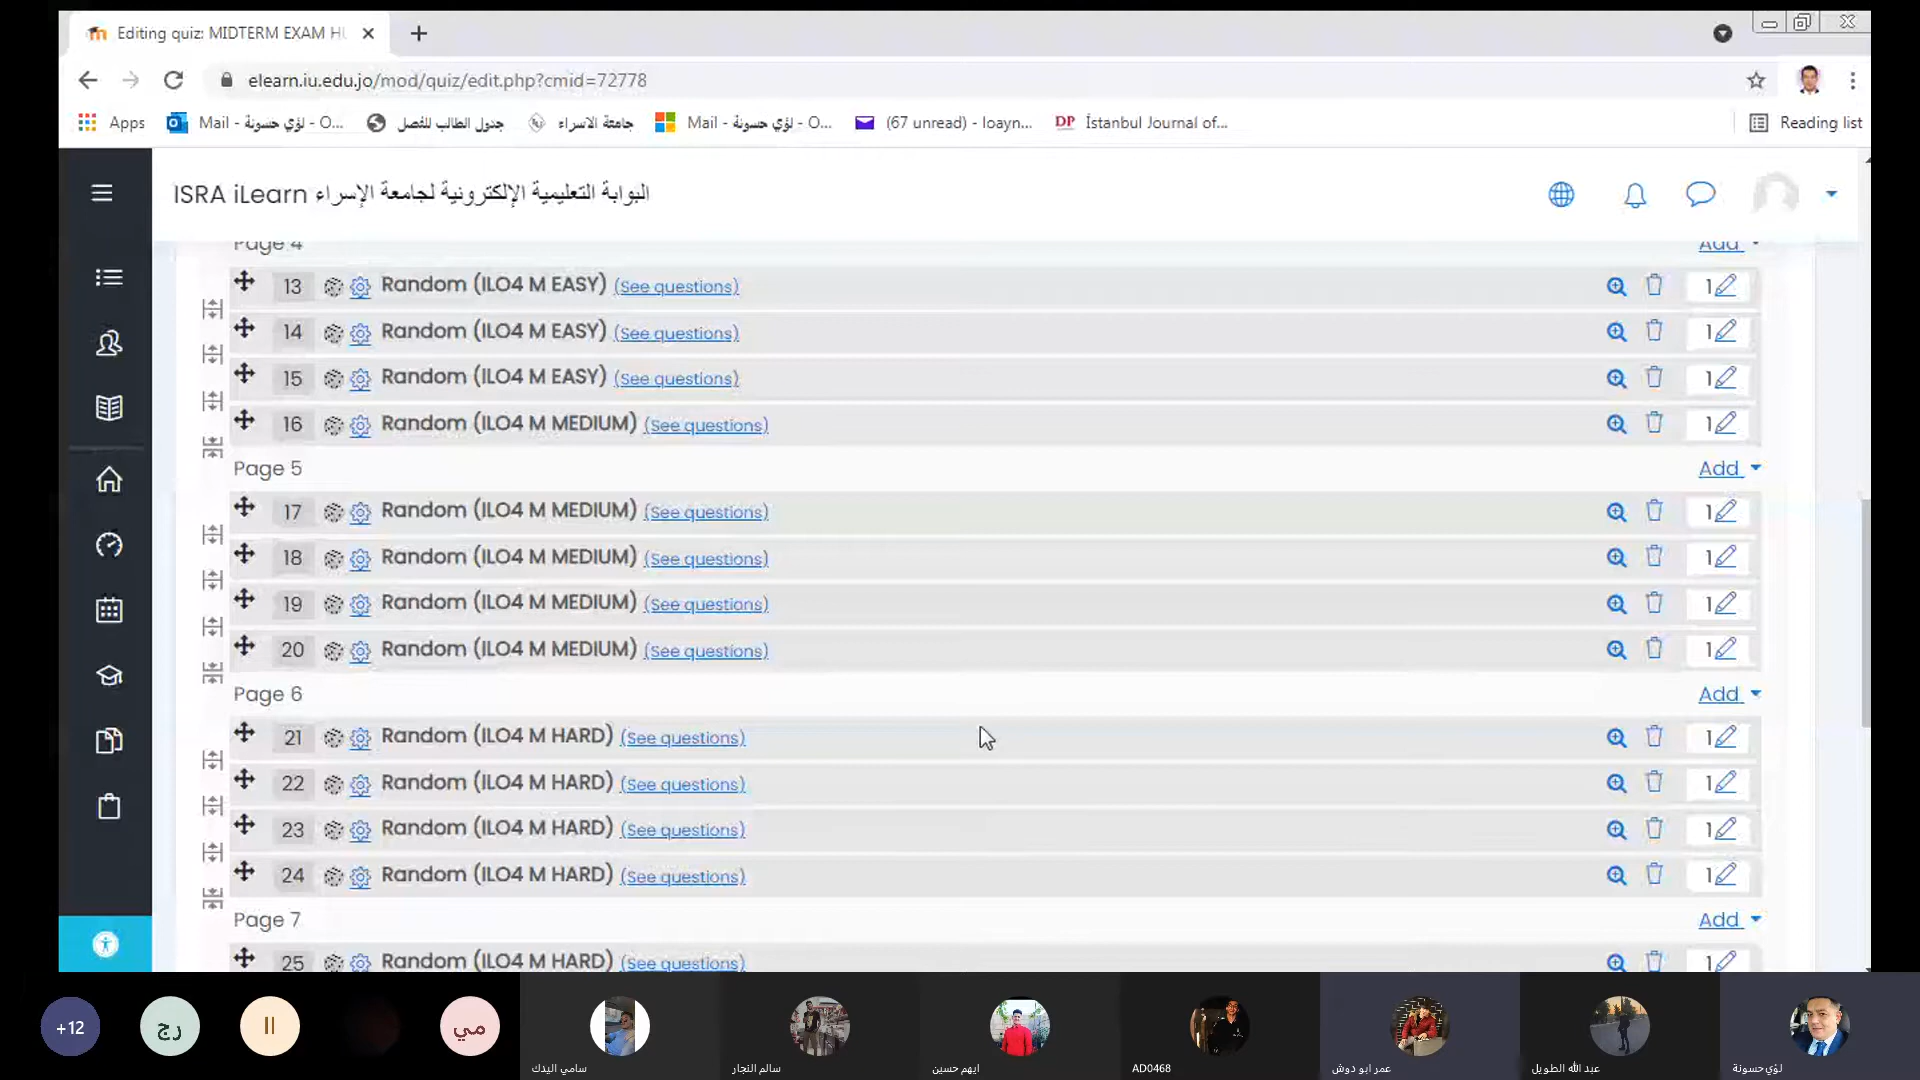 Editing quiz: MIDTERM EXAM HU
elearn.iu.edu.jo/mod/quiz/edit.php?cmid=72778
Apps
Mail - لؤي حسونة - O...
جدول الطالب للفصل
جامعة الاسراء
Mail - لؤي حسونة - O...
(67 unread) - loayn...
DP İstanbul Journal of...
Reading list
ISRA iLearn البوابة التعليمية الإلكترونية لجامعة الإسراء
Page 4 Add
13 Random (ILO4 M EASY) (See questions) 1
14 Random (ILO4 M EASY) (See questions) 1
15 Random (ILO4 M EASY) (See questions) 1
16 Random (ILO4 M MEDIUM) (See questions) 1
Page 5 Add
17 Random (ILO4 M MEDIUM) (See questions) 1
18 Random (ILO4 M MEDIUM) (See questions) 1
19 Random (ILO4 M MEDIUM) (See questions) 1
20 Random (ILO4 M MEDIUM) (See questions) 1
Page 6 Add
21 Random (ILO4 M HARD) (See questions) 1
22 Random (ILO4 M HARD) (See questions) 1
23 Random (ILO4 M HARD) (See questions) 1
24 Random (ILO4 M HARD) (See questions) 1
Page 7 Add
25 Random (ILO4 M HARD) (See questions) 1
+12
رج
اا
مي
سامي اليدك
سالم النجار
ايهم حسين
AD0468
عمر ابو دوش
عبد الله الطويل
لؤي حسونة